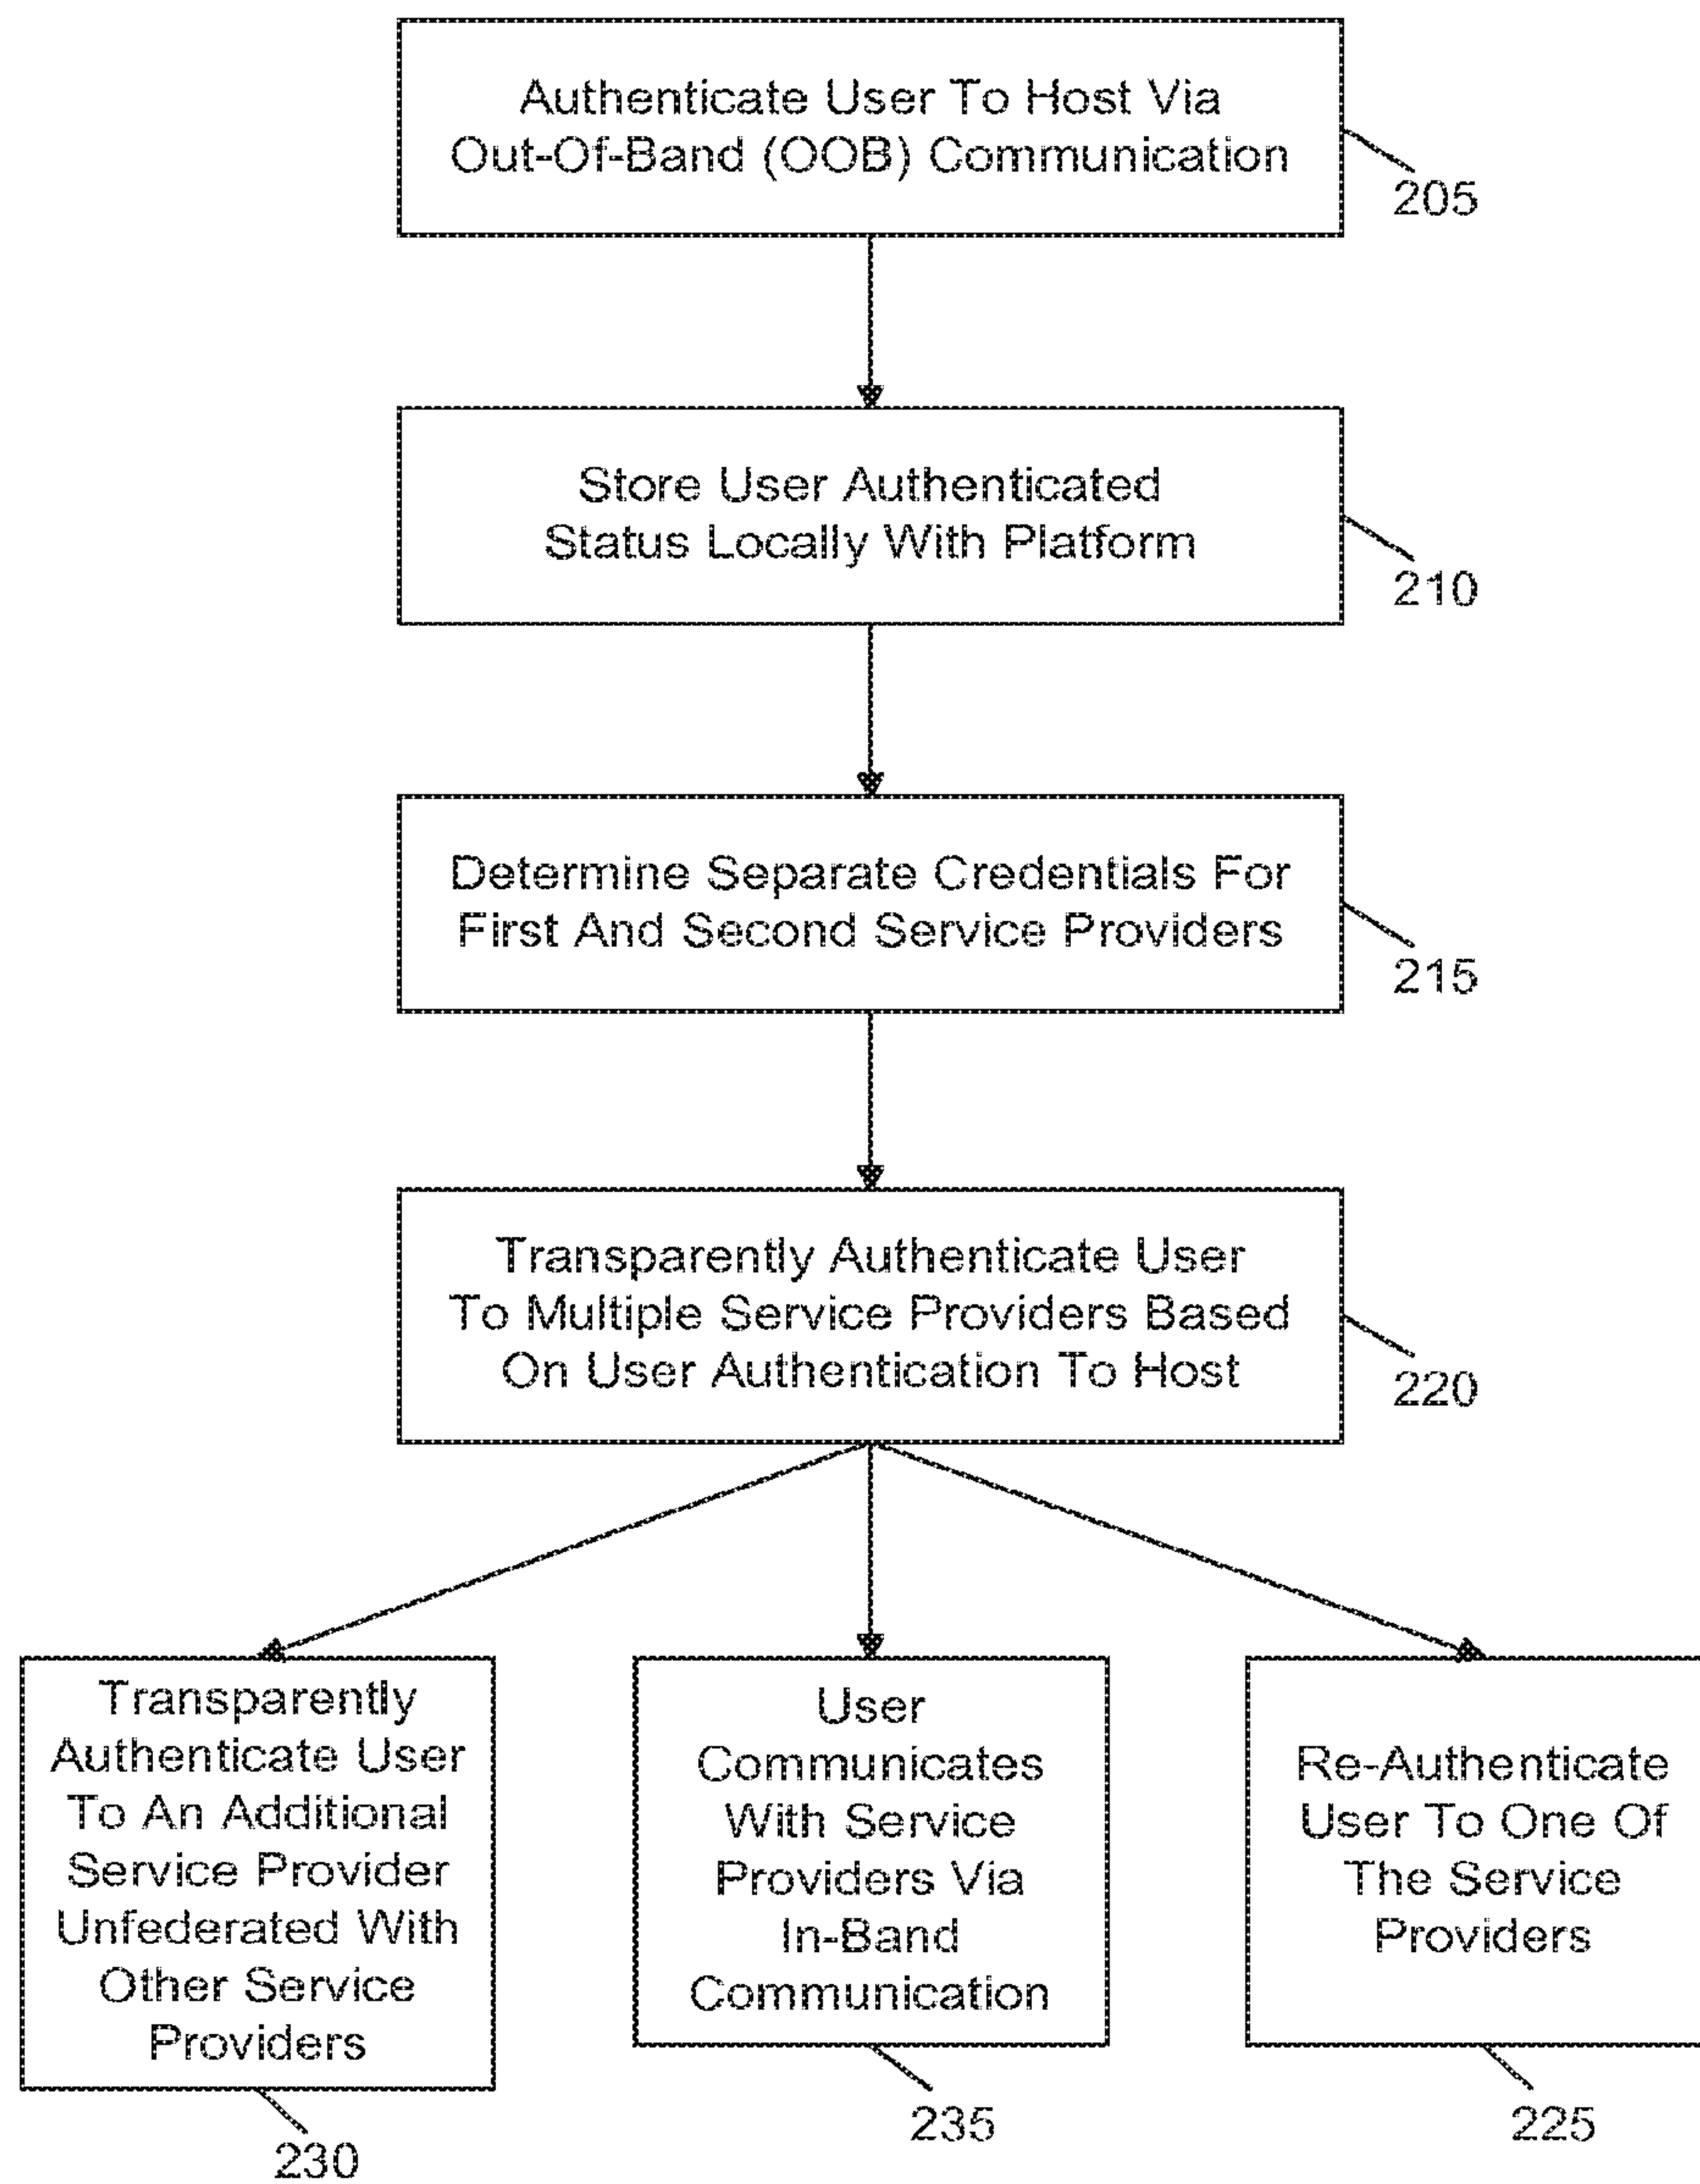 Authenticate User To Host Via
Out-Of-Band (OOB) Communication
205
Store User Authenticated
Status Locally With Platform
210
Determine Separate Credentials For
First And Second Service Providers
215
Transparently Authenticate User
To Multiple Service Providers Based
On User Authentication To Host
220
Transparently
Authenticate User
To An Additional
Service Provider
Unfederated With
Other Service
Providers
230
User
Communicates
With Service
Providers Via
In-Band
Communication
235
Re-Authenticate
User To One Of
The Service
Providers
225